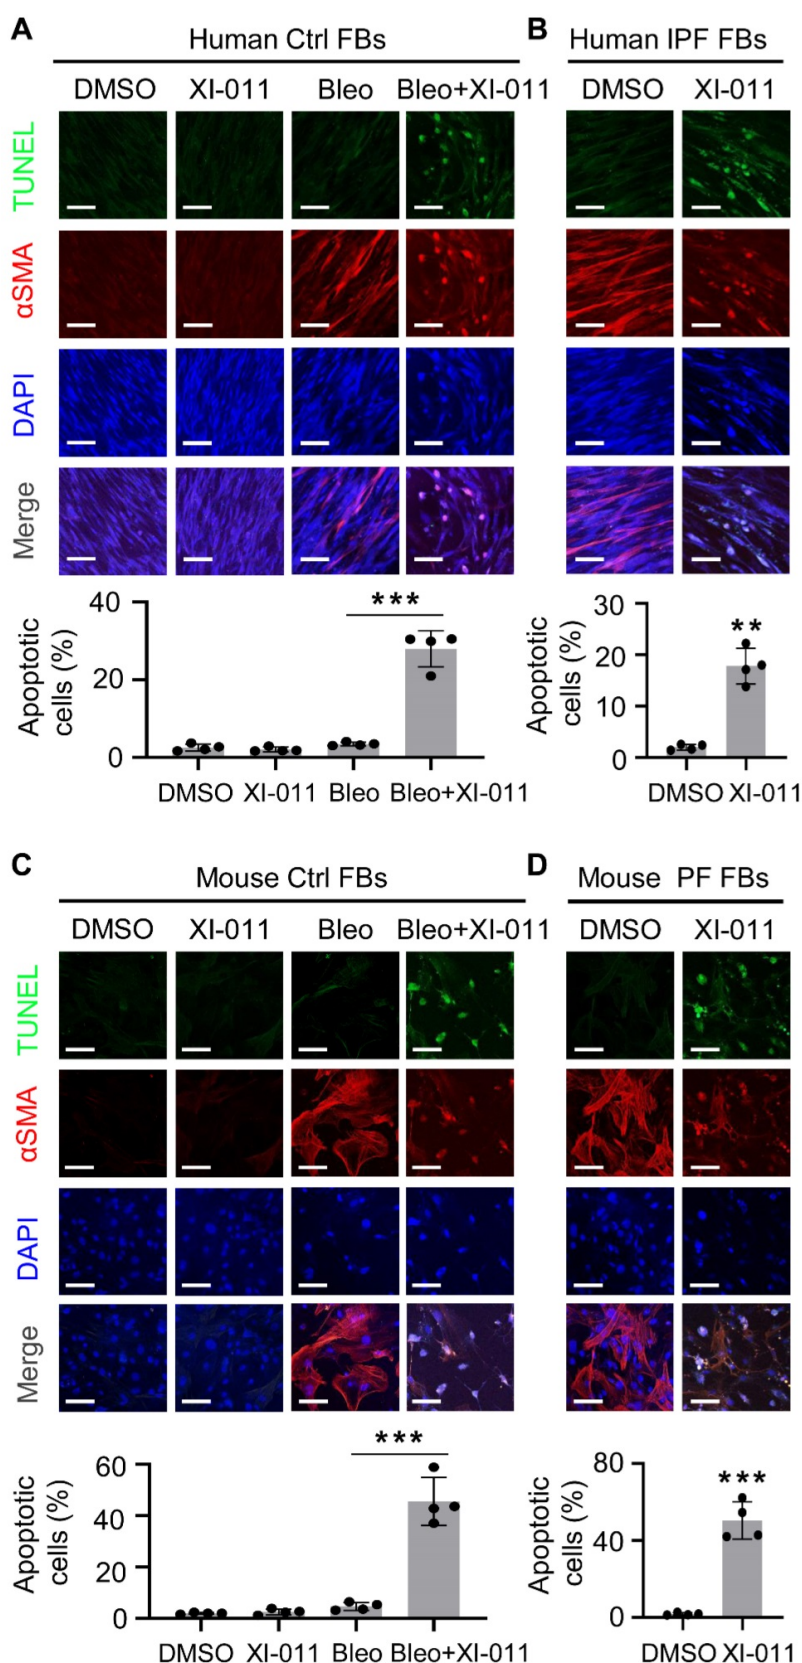 A
Human Ctrl FBs
B
Human IPF FBs
DMSO XI-011 Bleo Bleo+XI-011
DMSO XI-011
TUNEL
αSMA
DAPI
Merge
Apoptotic
cells (%)
40
20
0
***
DMSO XI-011 Bleo Bleo+XI-011
Apoptotic
cells (%)
30
20
10
0
**
DMSO XI-011
C
Mouse Ctrl FBs
D
Mouse PF FBs
DMSO XI-011 Bleo Bleo+XI-011
DMSO XI-011
TUNEL
αSMA
DAPI
Merge
Apoptotic
cells (%)
60
40
20
0
***
DMSO XI-011 Bleo Bleo+XI-011
Apoptotic
cells (%)
80
40
0
***
DMSO XI-011